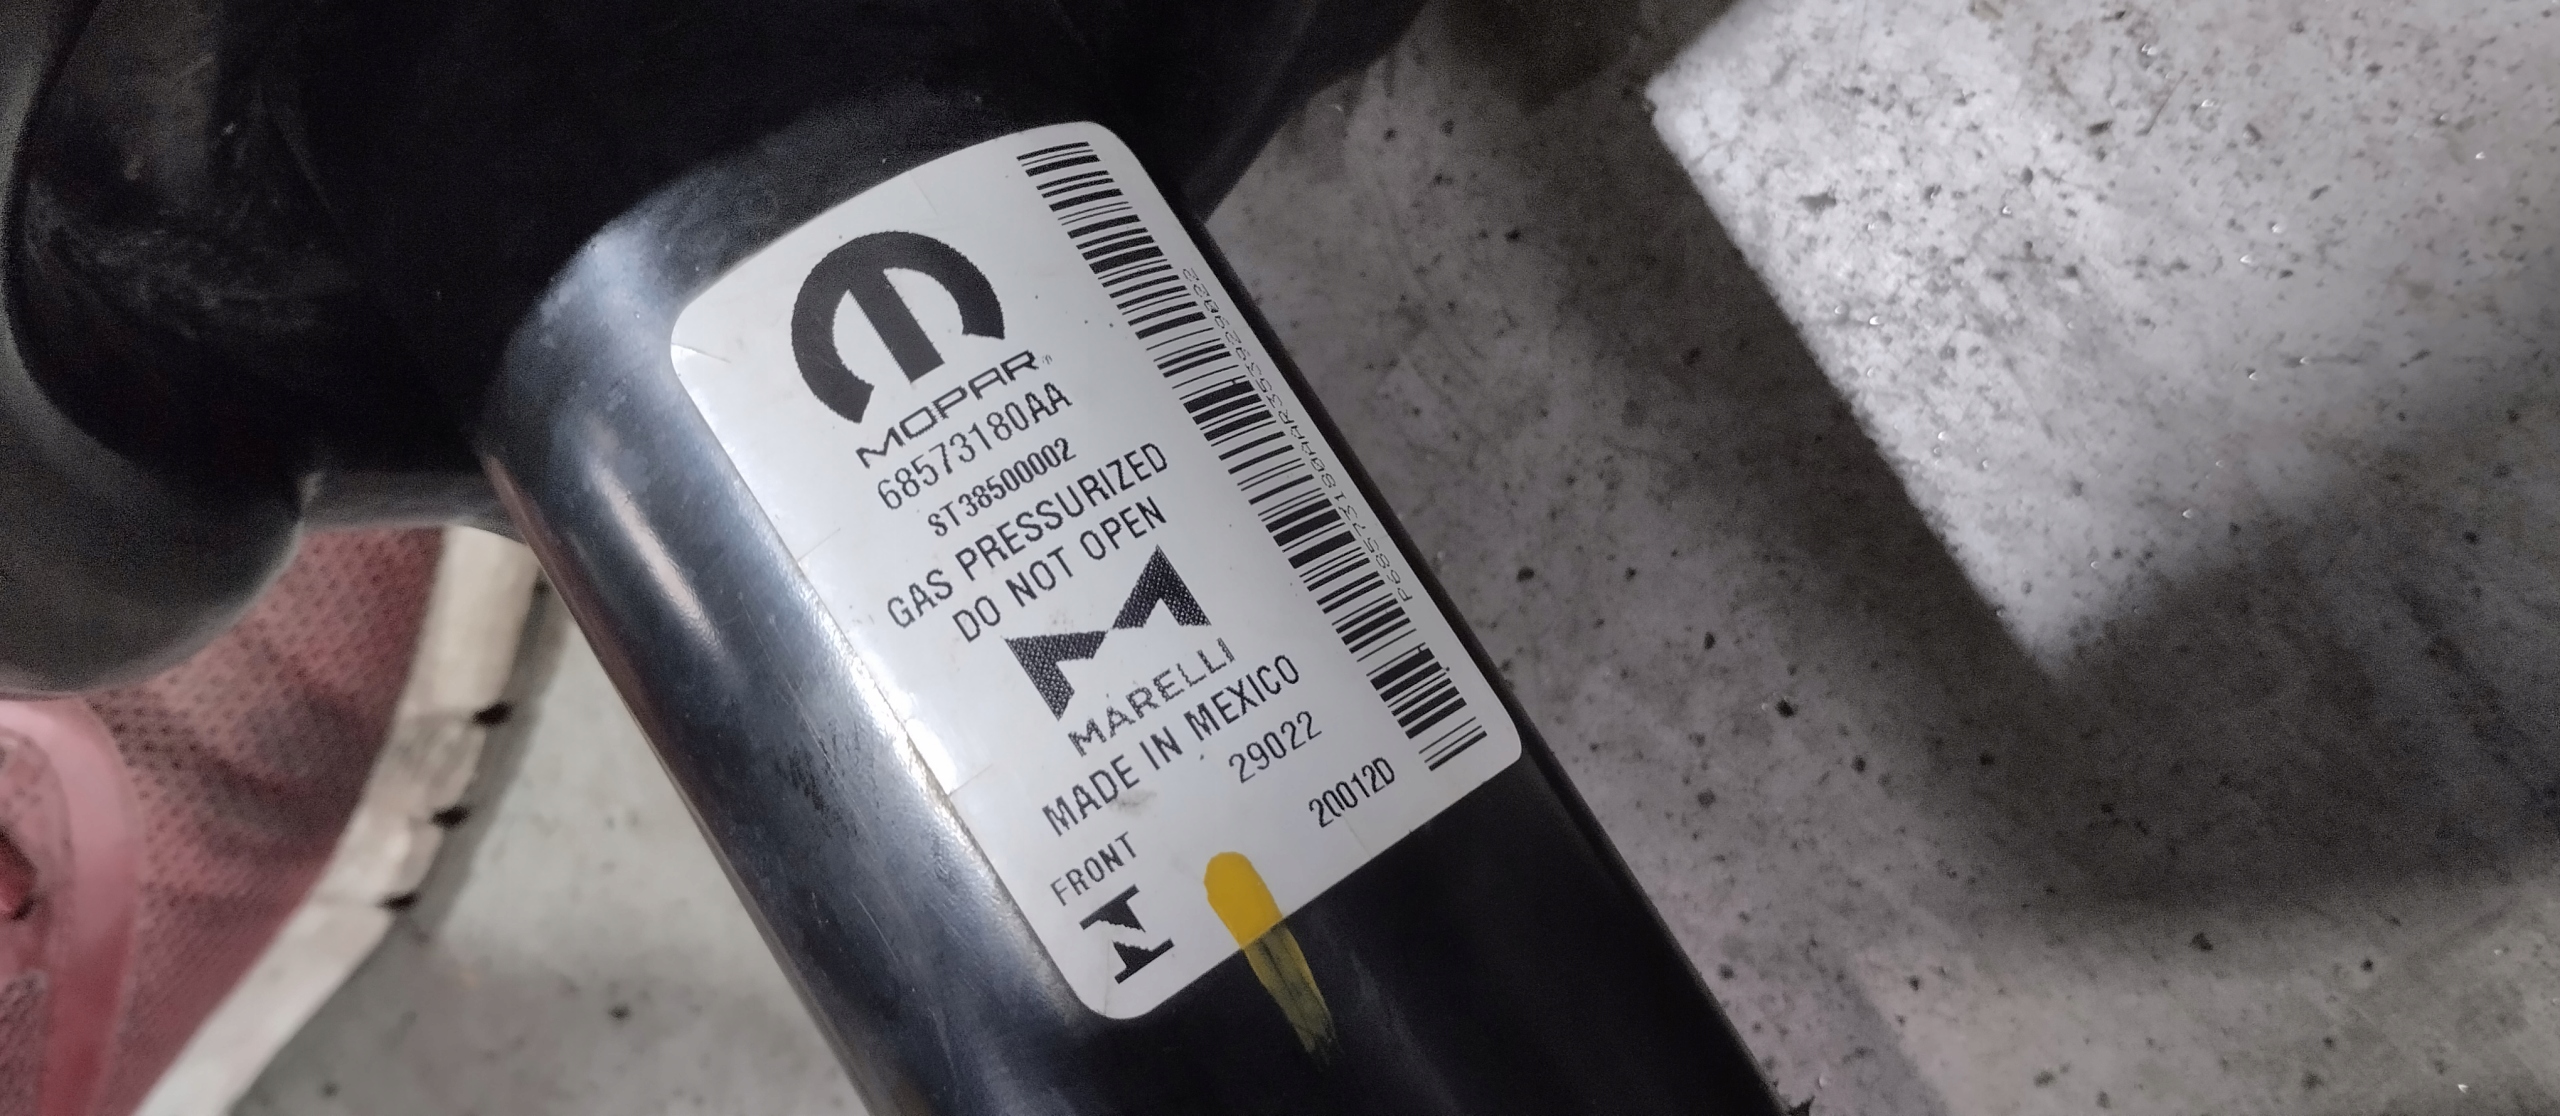 MOPAR
68573180AA
ST38500002
GAS PRESSURIZED
DO NOT OPEN
MARELLI
MADE IN MEXICO
29022
20012D
FRONT
N